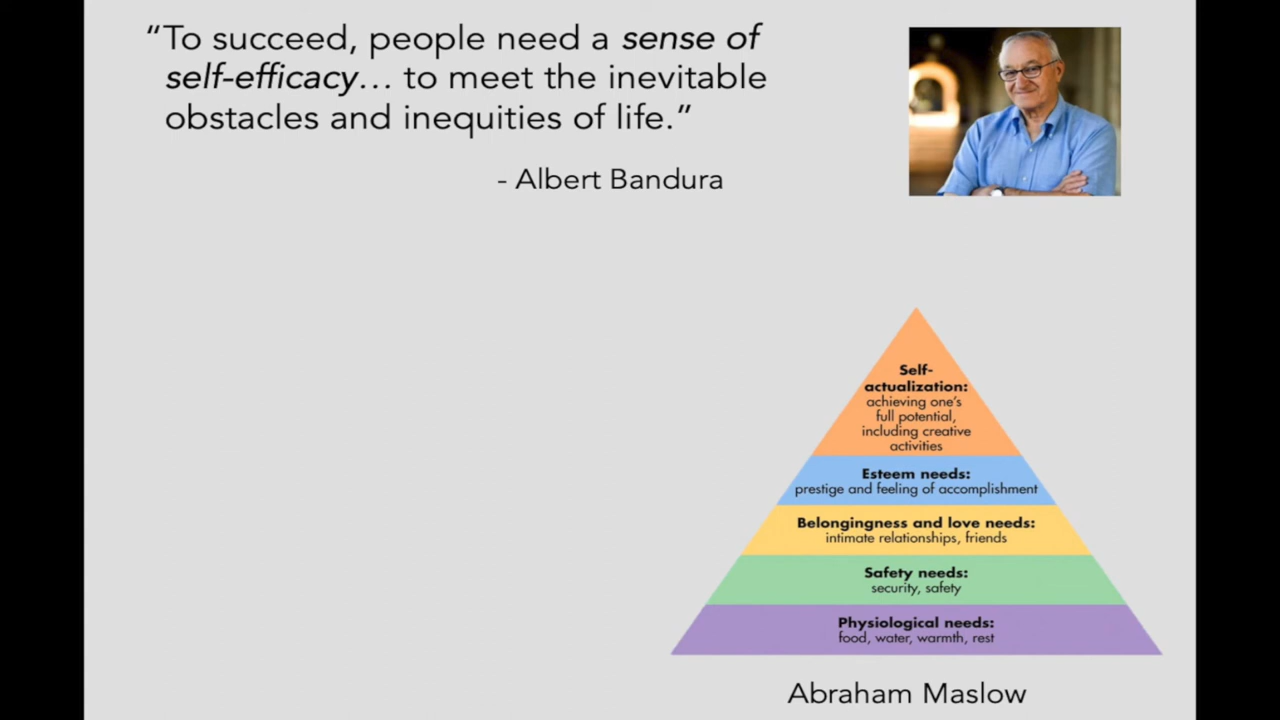 “To succeed, people need a sense of
self-efficacy… to meet the inevitable
obstacles and inequities of life.”
- Albert Bandura
Self-
actualization:
achieving one’s
full potential,
including creative
activities
Esteem needs:
prestige and feeling of accomplishment
Belongingness and love needs:
intimate relationships, friends
Safety needs:
security, safety
Physiological needs:
food, water, warmth, rest
Abraham Maslow